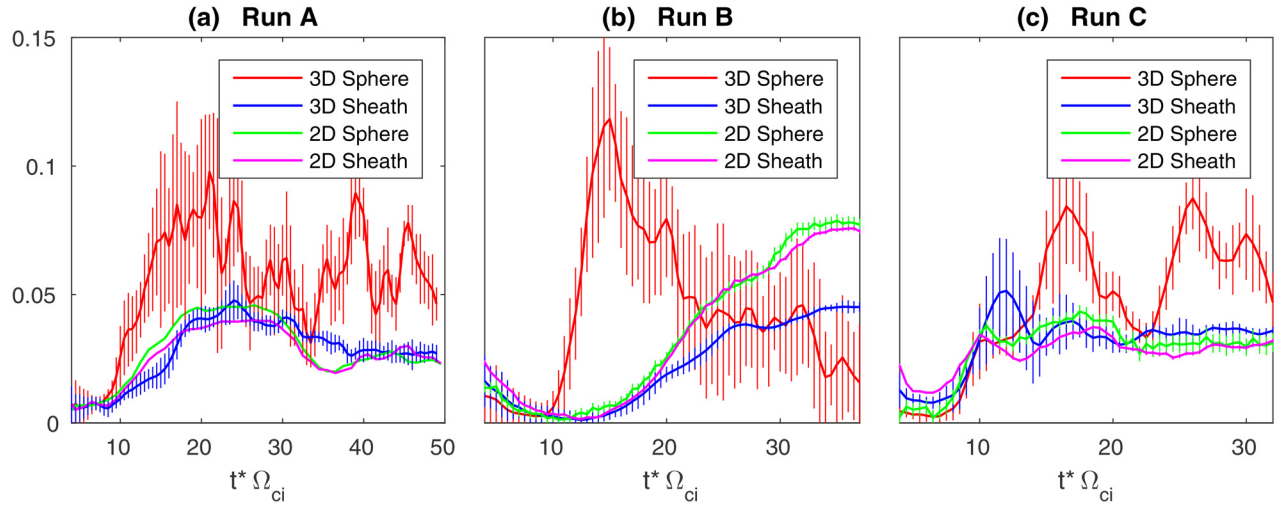 (a) Run A
(b) Run B
(c) Run C
0.15
0.1
0.05
0
3D Sphere
3D Sheath
2D Sphere
2D Sheath
3D Sphere
3D Sheath
2D Sphere
2D Sheath
3D Sphere
3D Sheath
2D Sphere
2D Sheath
10 20 30 40 50
10 20 30
10 20 30
t* Ωci
t* Ωci
t* Ωci